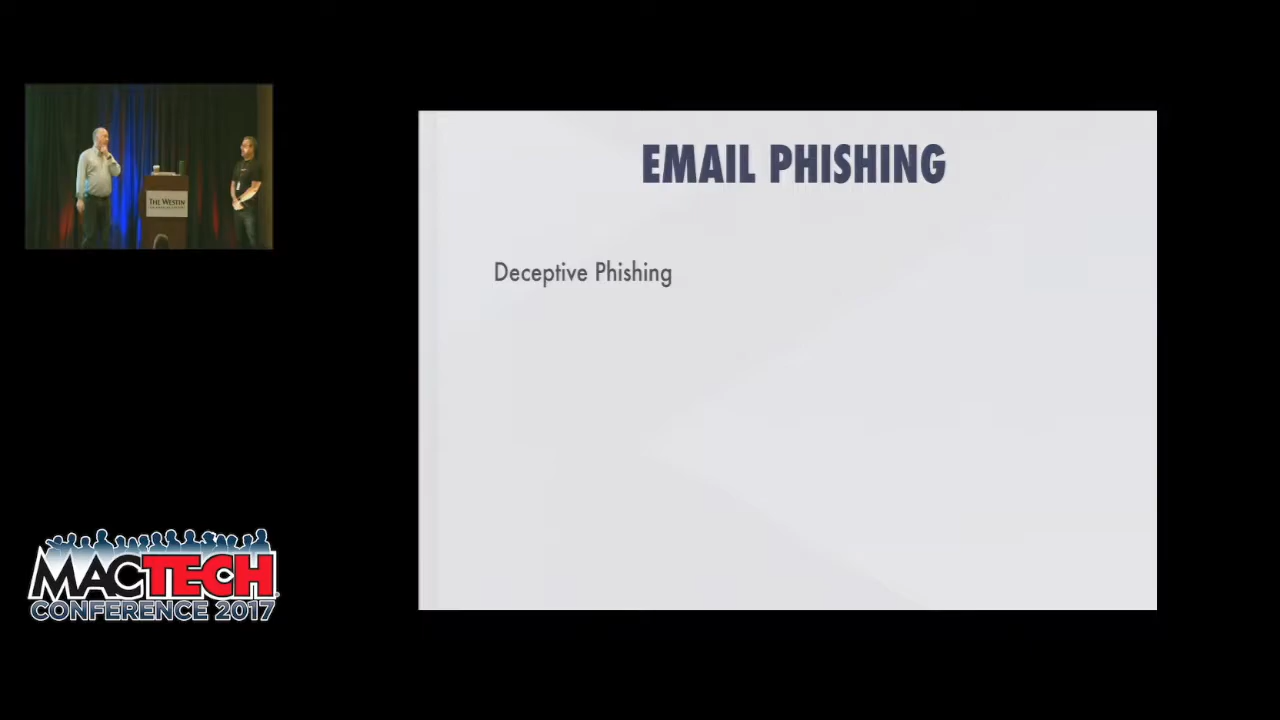 EMAIL PHISHING
Deceptive Phishing
THE WESTIN
MACTECH
CONFERENCE 2017